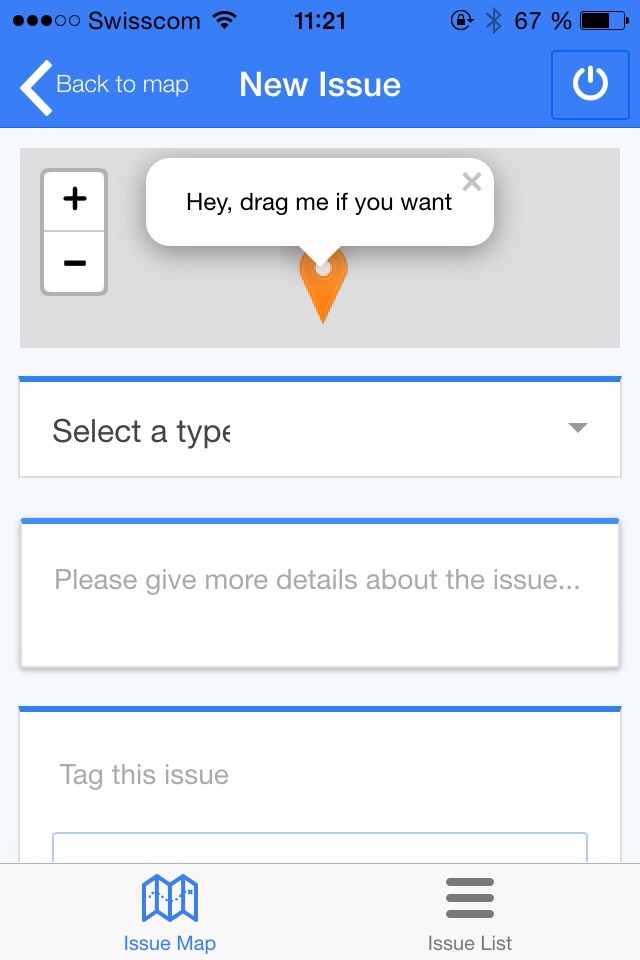 Swisscom 11:21 67 %
Back to map New Issue
+
Hey, drag me if you want ×
−
Select a type
Please give more details about the issue...
Tag this issue
Issue Map Issue List